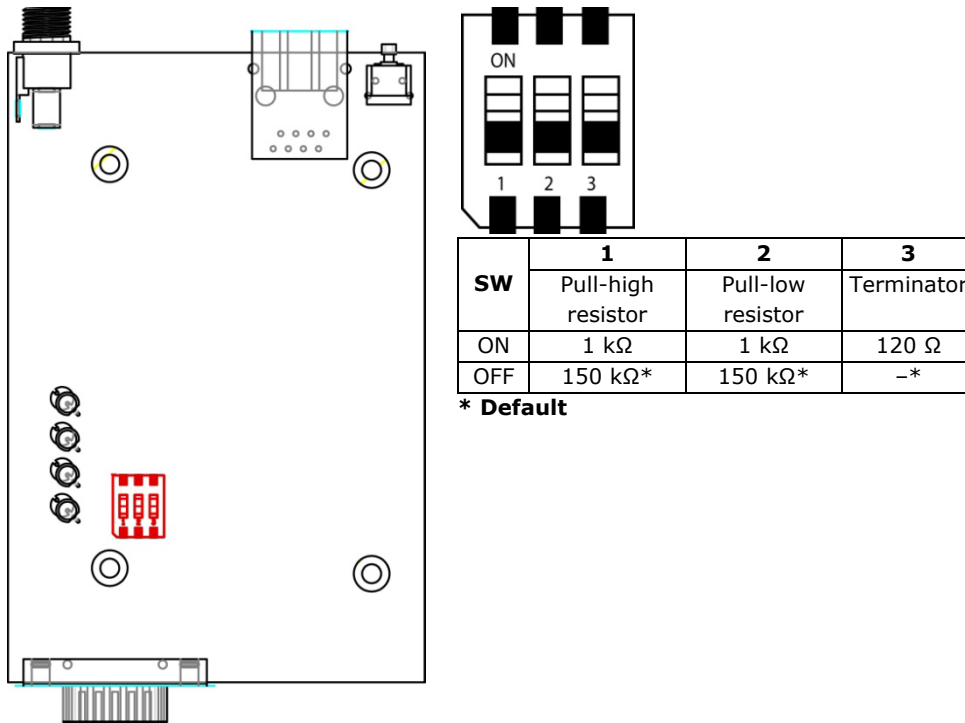 ON
1 2 3
SW 1 2 3
Pull-high resistor Pull-low resistor Terminator
ON 1 kΩ 1 kΩ 120 Ω
OFF 150 kΩ* 150 kΩ* –*
* Default